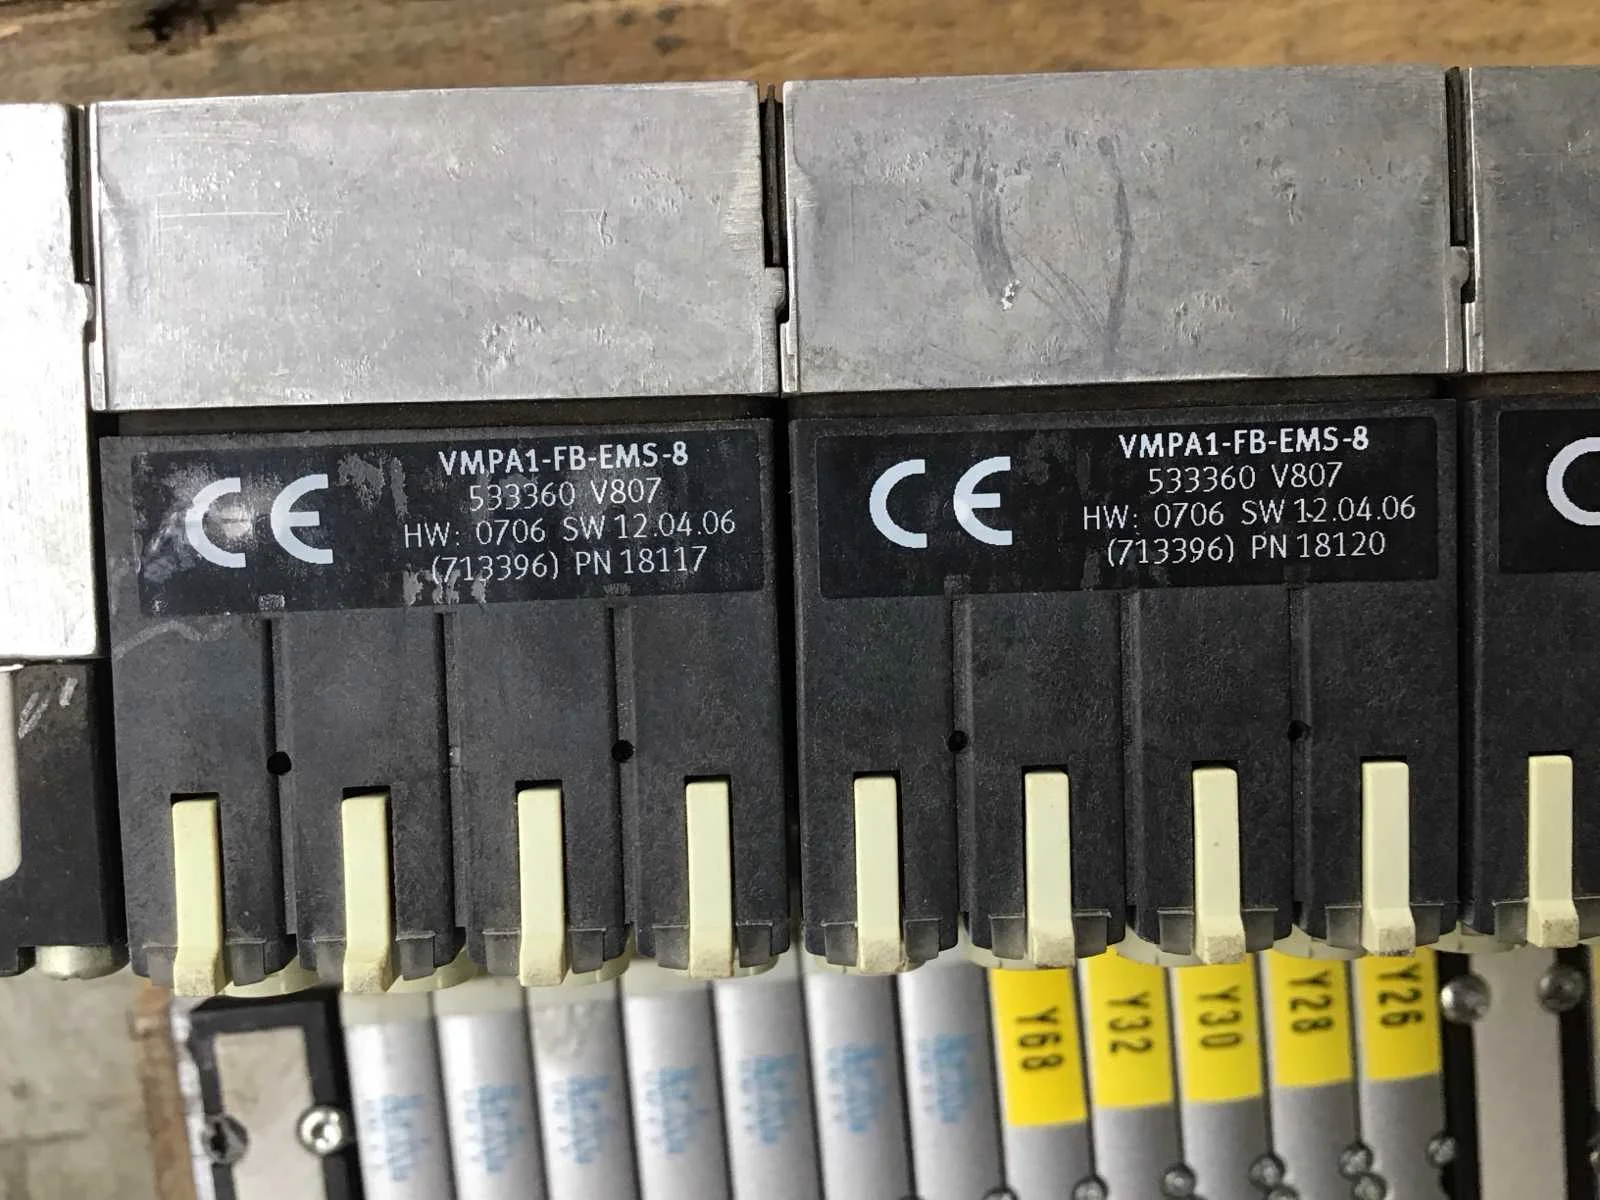 CE
VMPA1-FB-EMS-8
533360 V807
HW: 0706 SW 12.04.06
(713396) PN 18117
CE
VMPA1-FB-EMS-8
533360 V807
HW: 0706 SW 12.04.06
(713396) PN 18120
Y68
Y32
Y30
Y28
Y26